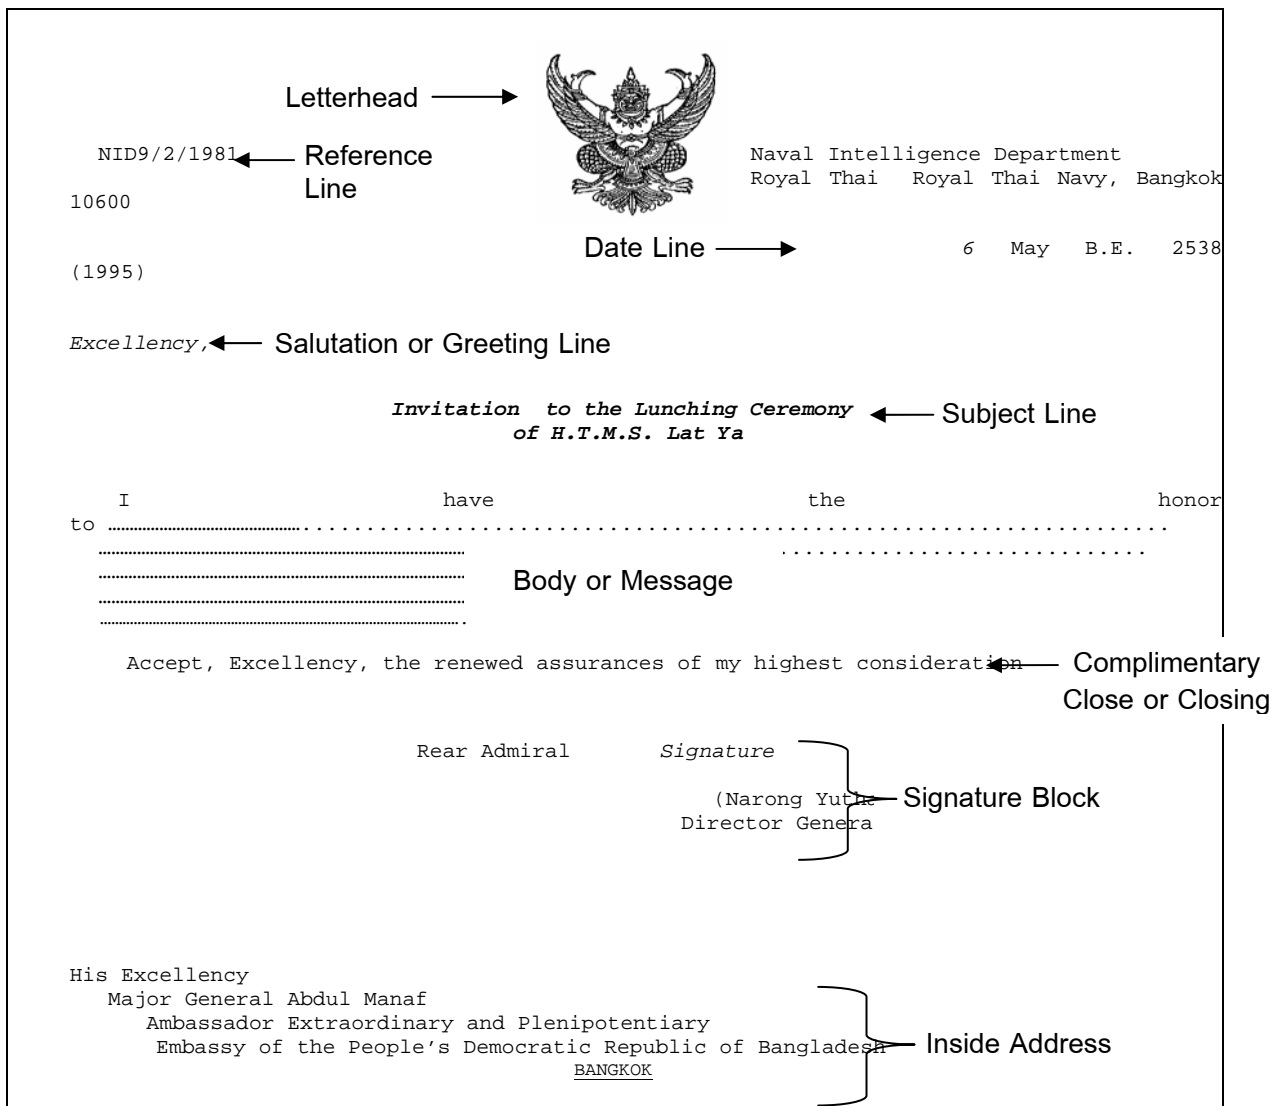 Letterhead
NID9/2/1981 Reference Line Naval Intelligence Department
Royal Thai Royal Thai Navy, Bangkok
10600
Date Line 6 May B.E. 2538
(1995)
Excellency, Salutation or Greeting Line
Invitation to the Lunching Ceremony Subject Line
of H.T.M.S. Lat Ya
I have the honor
to
Body or Message
Accept, Excellency, the renewed assurances of my highest consideration Complimentary
Close or Closing
Rear Admiral Signature
(Narong Signature Block
Director
His Excellency
Major General Abdul Manaf
Ambassador Extraordinary and Plenipotentiary
Embassy of the People's Democratic Republic of Bangladesh Inside Address
BANGKOK